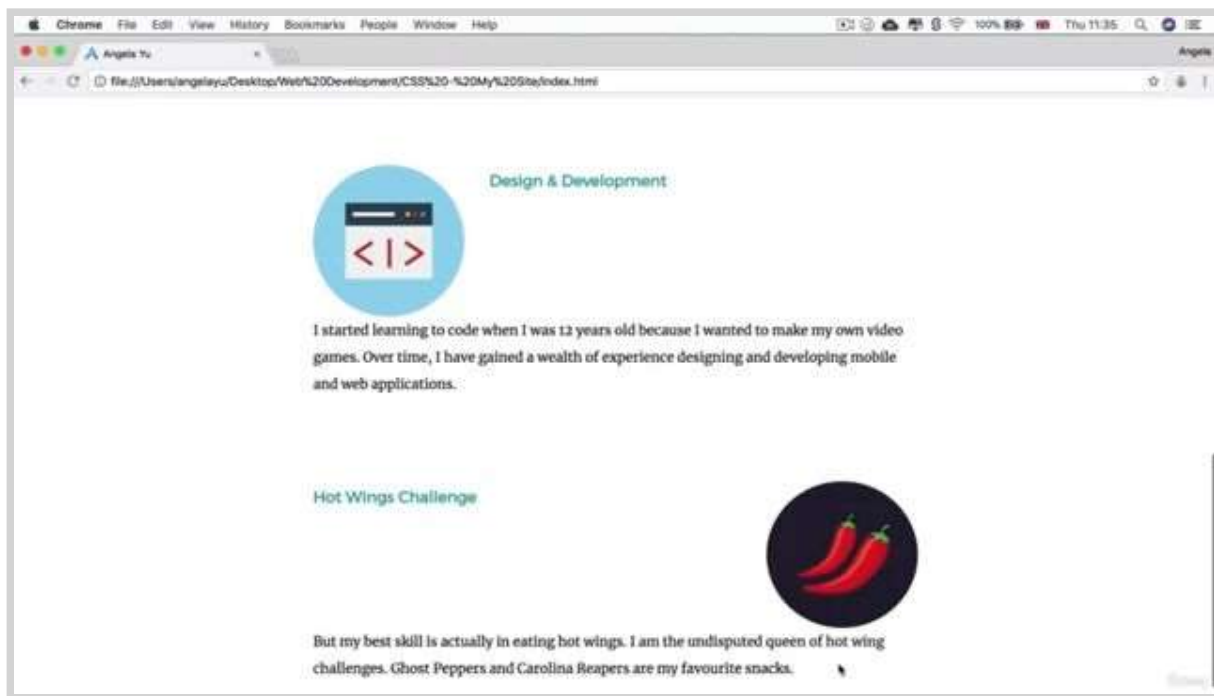 Chrome File Edit View History Bookmarks People Window Help 100% Thu 11:35
Angela Yu Angela
file:///Users/angelayu/Desktop/Web%20Development/CSS%20-%20My%20Site/index.html
Design & Development
<|>
I started learning to code when I was 12 years old because I wanted to make my own video
games. Over time, I have gained a wealth of experience designing and developing mobile
and web applications.
Hot Wings Challenge
But my best skill is actually in eating hot wings. I am the undisputed queen of hot wing
challenges. Ghost Peppers and Carolina Reapers are my favourite snacks.